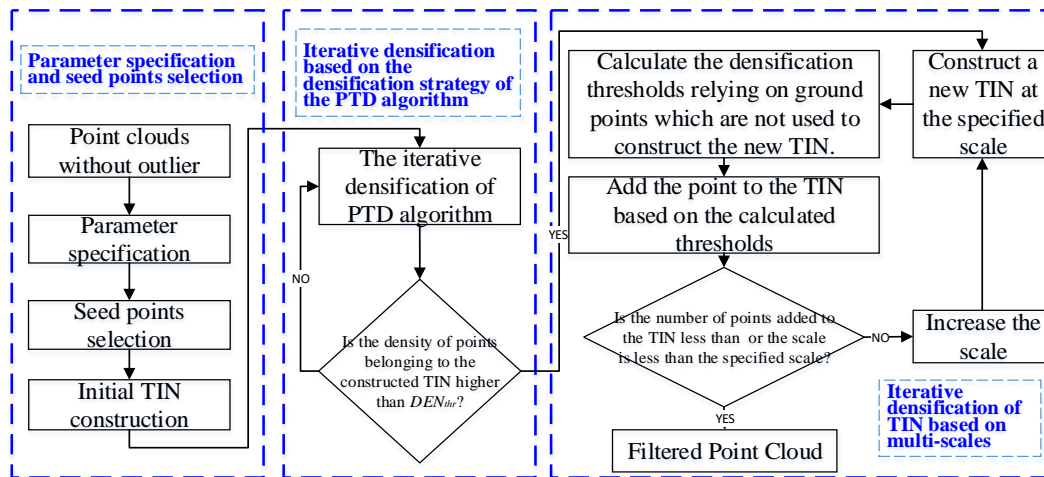 Parameter specification
and seed points selection
Point clouds
without outlier
Parameter
specification
Seed points
selection
Initial TIN
construction
Iterative densification
based on the
densification strategy of
the PTD algorithm
The iterative
densification of
PTD algorithm
NO
Is the density of points
belonging to the
constructed TIN higher
than DENthr?
YES
Calculate the densification
thresholds relying on ground
points which are not used to
construct the new TIN.
Construct a
new TIN at
the specified
scale
Add the point to the TIN
based on the calculated
thresholds
Is the number of points added to
the TIN less than or the scale
is less than the specified scale?
NO
Increase the
scale
YES
Filtered Point Cloud
Iterative
densification of
TIN based on
multi-scales